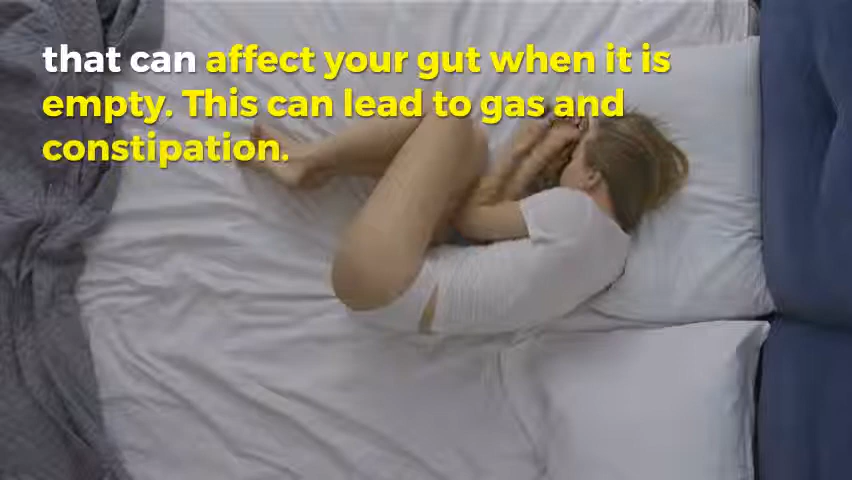 that can affect your gut when it is
empty. This can lead to gas and
constipation.